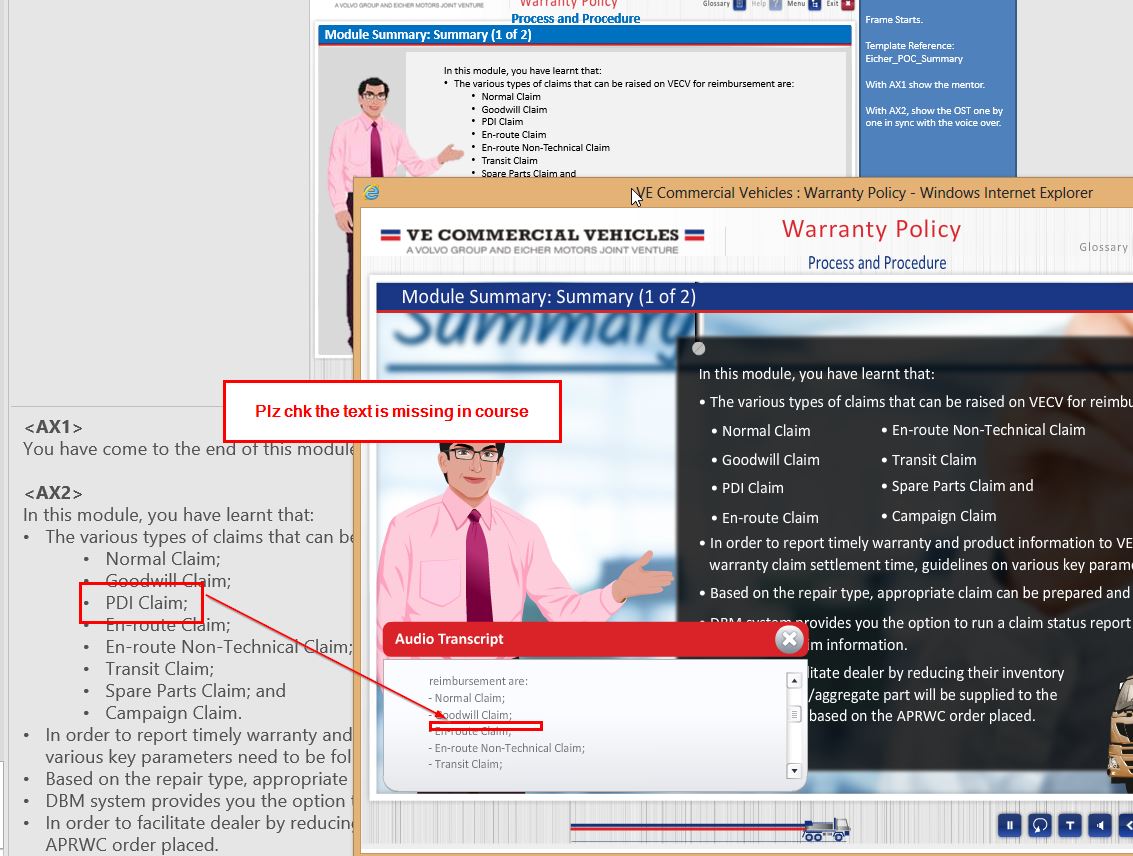 A VOLVO GROUP AND EICHER MOTORS JOINT VENTURE
Warranty Policy
Process and Procedure
Glossary
Help
?
Menu
Exit
Module Summary: Summary (1 of 2)
In this module, you have learnt that:
• The various types of claims that can be raised on VECV for reimbursement are:
• Normal Claim
• Goodwill Claim
• PDI Claim
• En-route Claim
• En-route Non-Technical Claim
• Transit Claim
• Spare Parts Claim and
Frame Starts.
Template Reference:
Eicher_POC_Summary
With AX1 show the mentor.
With AX2, show the OST one by
one in sync with the voice over.
VE Commercial Vehicles : Warranty Policy - Windows Internet Explorer
VE COMMERCIAL VEHICLES
A VOLVO GROUP AND EICHER MOTORS JOINT VENTURE
Warranty Policy
Process and Procedure
Glossary
Module Summary: Summary (1 of 2)
Summary
In this module, you have learnt that:
• The various types of claims that can be raised on VECV for reimbu
• Normal Claim
• Goodwill Claim
• PDI Claim
• En-route Claim
• En-route Non-Technical Claim
• Transit Claim
• Spare Parts Claim and
• Campaign Claim
• In order to report timely warranty and product information to VE
warranty claim settlement time, guidelines on various key parame
• Based on the repair type, appropriate claim can be prepared and
• DBM system provides you the option to run a claim status report
im information.
litate dealer by reducing their inventory
/aggregate part will be supplied to the
based on the APRWC order placed.
Audio Transcript
reimbursement are:
- Normal Claim;
- Goodwill Claim;
- En-route Claim;
- En-route Non-Technical Claim;
- Transit Claim;
T
Plz chk the text is missing in course
<AX1>
You have come to the end of this module
<AX2>
In this module, you have learnt that:
• The various types of claims that can be
• Normal Claim;
• Goodwill Claim;
• PDI Claim;
• En-route Claim;
• En-route Non-Technical Claim;
• Transit Claim;
• Spare Parts Claim; and
• Campaign Claim.
• In order to report timely warranty and
various key parameters need to be fol
• Based on the repair type, appropriate
• DBM system provides you the option t
• In order to facilitate dealer by reducing
APRWC order placed.